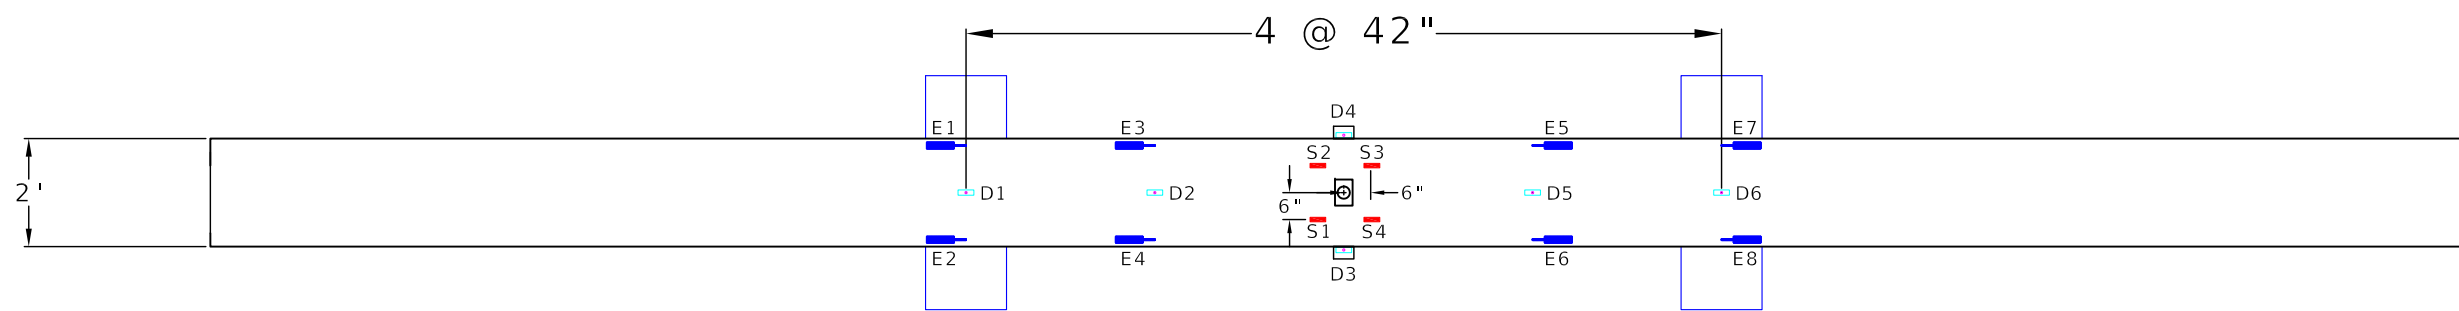 4 @ 42"
D4
E1 E3 E5 E7
S2 S3
2' D1 D2 6" 6" D5 D6
S1 S4
E2 E4 E6 E8
D3